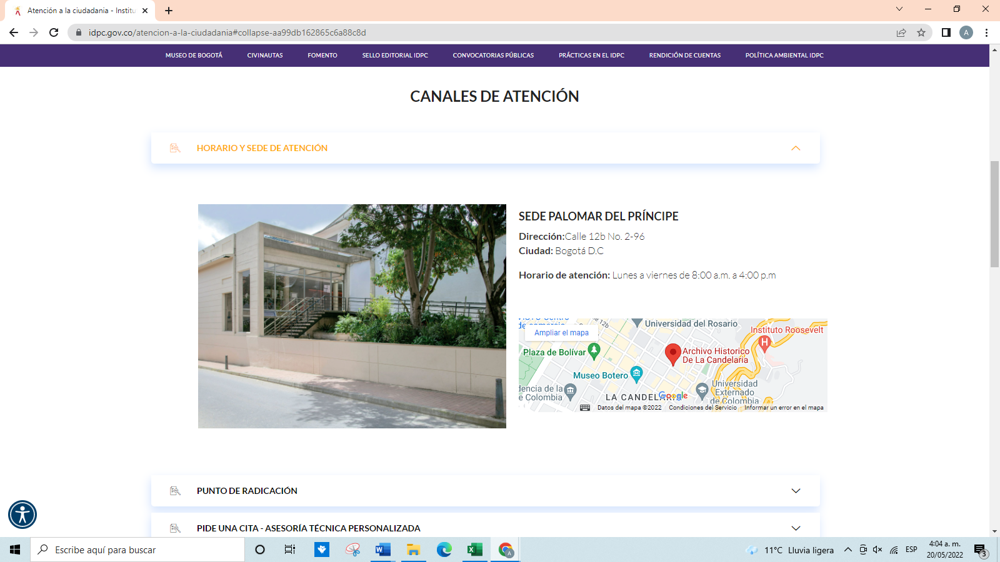 Atención a la ciudadania - Institu
idpc.gov.co/atencion-a-la-ciudadania#collapse-aa99db162865c6a88c8d
A
MUSEO DE BOGOTÁ CIVINAUTAS FOMENTO SELLO EDITORIAL IDPC CONVOCATORIAS PÚBLICAS PRÁCTICAS EN EL IDPC RENDICIÓN DE CUENTAS POLÍTICA AMBIENTAL IDPC
CANALES DE ATENCIÓN
HORARIO Y SEDE DE ATENCIÓN
SEDE PALOMAR DEL PRÍNCIPE
Dirección:Calle 12b No. 2-96
Ciudad: Bogotá D.C
Horario de atención: Lunes a viernes de 8:00 a.m. a 4:00 p.m
Ampliar el mapa
12b
Universidad del Rosario
Instituto Roosevelt
Plaza de Bolívar
Archivo Historico
De La Candelaria
Museo Botero
dencia de la
e Colombia
LA CANDELARIA
Google
Universidad
Externado
de Colombia
Datos del mapa ©2022 Condiciones del Servicio Informar un error en el mapa
PUNTO DE RADICACIÓN
PIDE UNA CITA - ASESORÍA TÉCNICA PERSONALIZADA
Escribe aquí para buscar
11°C Lluvia ligera
ESP
4:04 a. m.
20/05/2022
3